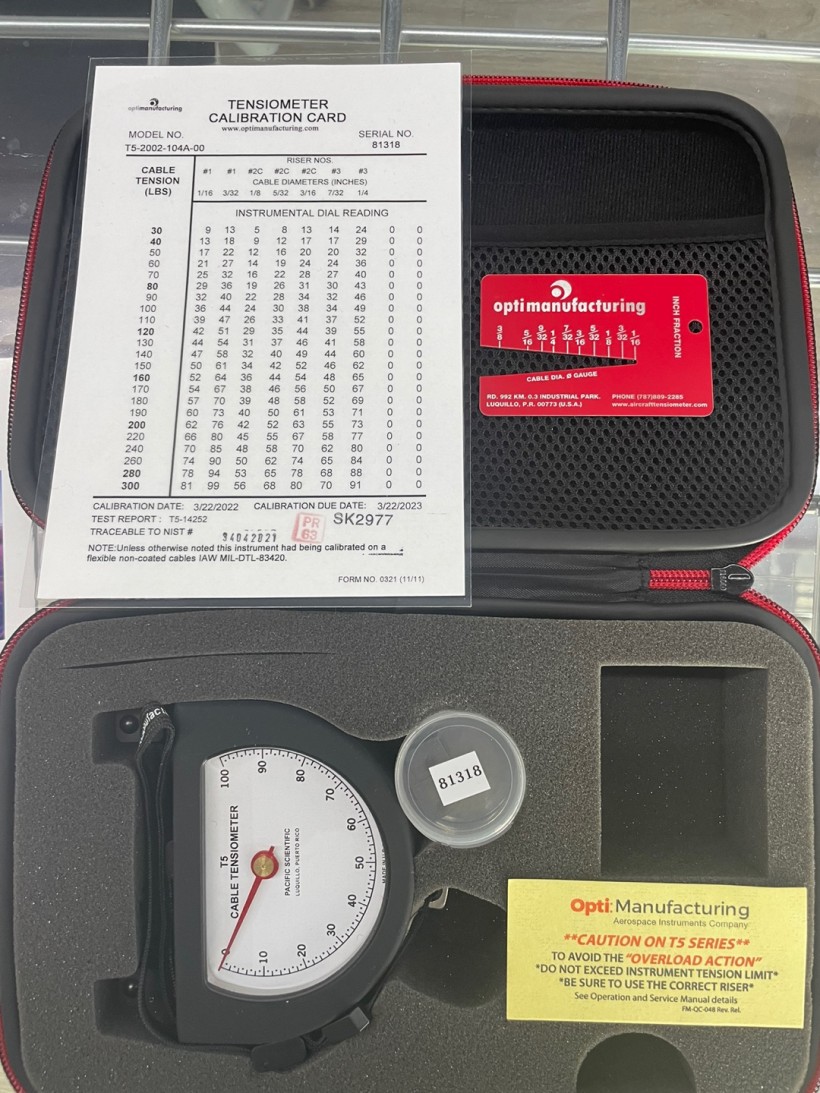 optimanufacturing
TENSIOMETER
CALIBRATION CARD
www.optimanufacturing.com
MODEL NO. SERIAL NO.
T5-2002-104A-00 81318
RISER NOS.
CABLE TENSION (LBS) #1 #1 #2C #2C #2C #3 #3
CABLE DIAMETERS (INCHES)
1/16 3/32 1/8 5/32 3/16 7/32 1/4
INSTRUMENTAL DIAL READING
30 9 13 5 8 13 14 24 0 0
40 13 18 9 12 17 17 29 0 0
50 17 22 12 16 20 20 32 0 0
60 21 27 14 19 24 24 36 0 0
70 25 32 16 22 28 27 40 0 0
80 29 36 19 26 31 30 43 0 0
90 32 40 22 28 34 32 46 0 0
100 36 44 24 30 38 34 49 0 0
110 39 47 26 33 41 37 52 0 0
120 42 51 29 35 44 39 55 0 0
130 44 54 31 37 46 41 58 0 0
140 47 58 32 40 49 44 60 0 0
150 50 61 34 42 52 46 62 0 0
160 52 64 36 44 54 48 65 0 0
170 54 67 38 46 56 50 67 0 0
180 57 70 39 48 58 52 69 0 0
190 60 73 40 50 61 53 71 0 0
200 62 76 42 52 63 55 73 0 0
220 66 80 45 55 67 58 77 0 0
240 70 85 48 58 70 62 80 0 0
260 74 90 50 62 74 65 84 0 0
280 78 94 53 65 78 68 88 0 0
300 81 99 56 68 80 70 91 0 0
CALIBRATION DATE: 3/22/2022 CALIBRATION DUE DATE: 3/22/2023
TEST REPORT : T5-14252 PR 63 SK2977
TRACEABLE TO NIST # 94042021
NOTE:Unless otherwise noted this instrument had being calibrated on a
flexible non-coated cables IAW MIL-DTL-83420.
FORM NO. 0321 (11/11)
optimanufacturing
INCH FRACTION
3/8 5/16 9/32 1/4 7/32 3/16 5/32 1/8 3/32 1/16
CABLE DIA. Ø GAUGE
RD. 992 KM. 0.3 INDUSTRIAL PARK. PHONE (787)889-2285
LUQUILLO, P.R. 00773 (U.S.A.) www.aircrafttensiometer.com
T5
CABLE TENSIOMETER
PACIFIC SCIENTIFIC
LUQUILLO, PUERTO RICO
0 10 20 30 40 50 60 70 80 90 100
81318
Opti:Manufacturing
Aerospace Instruments Company
**CAUTION ON T5 SERIES**
TO AVOID THE "OVERLOAD ACTION"
*DO NOT EXCEED INSTRUMENT TENSION LIMIT*
*BE SURE TO USE THE CORRECT RISER*
See Operation and Service Manual details
FM-QC-048 Rev. Rel.